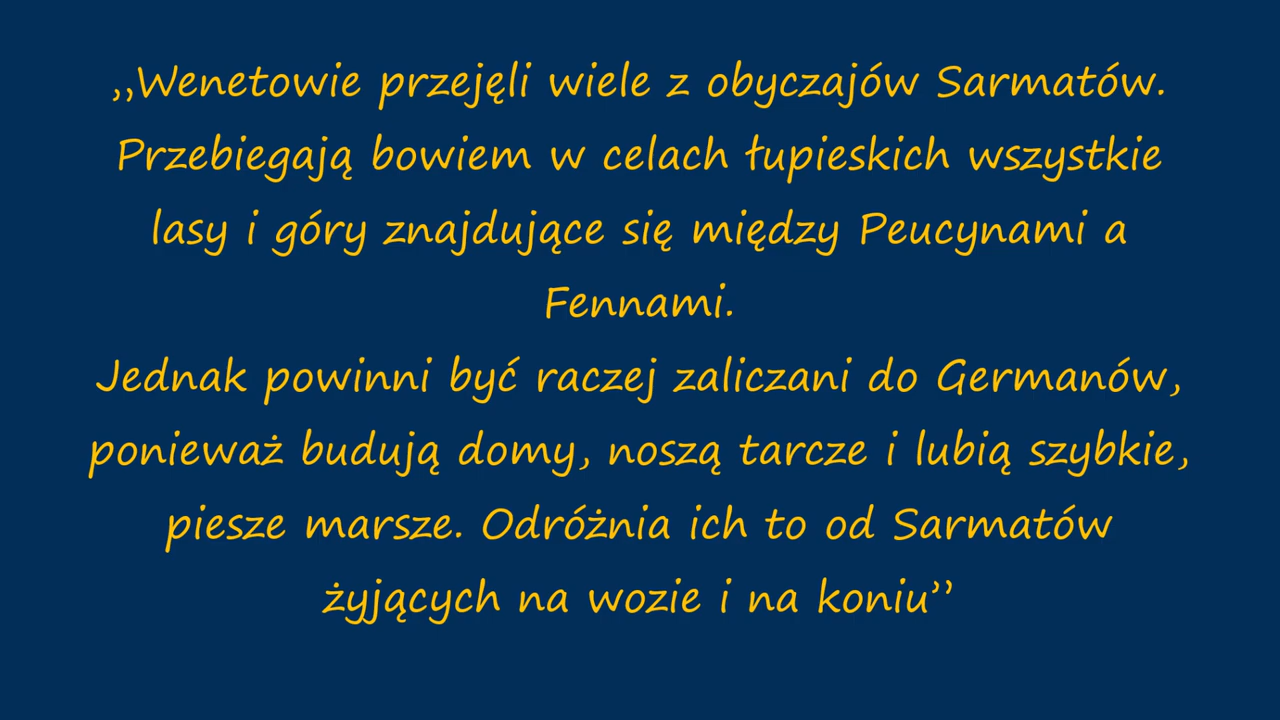 „Wenetowie przejęli wiele z obyczajów Sarmatów.
Przebiegają bowiem w celach łupieskich wszystkie
lasy i góry znajdujące się między Peucynami a
Fennami.
Jednak powinni być raczej zaliczani do Germanów,
ponieważ budują domy, noszą tarcze i lubią szybkie,
piesze marsze. Odróżnia ich to od Sarmatów
żyjących na wozie i na koniu”